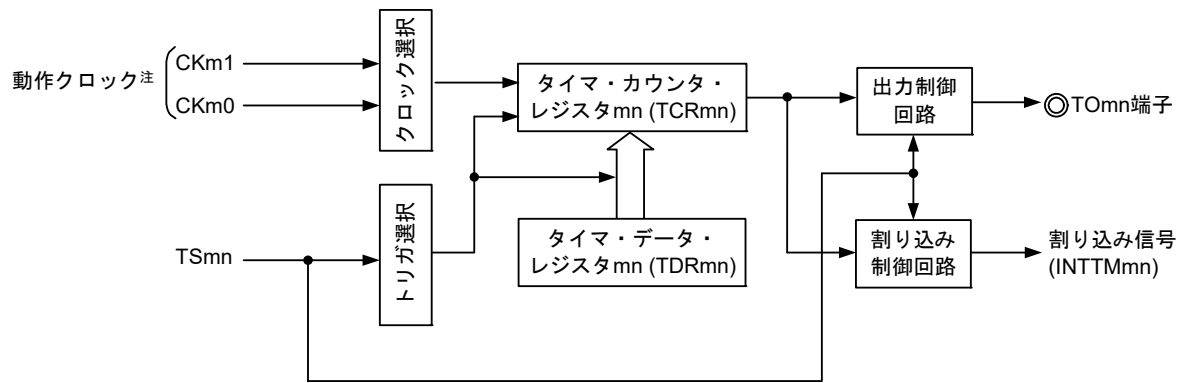 動作クロック注
CKm1
CKm0
クロック選択
タイマ・カウンタ・
レジスタmn (TCRmn)
出力制御
回路
TOmn端子
TSmn
トリガ選択
タイマ・データ・
レジスタmn (TDRmn)
割り込み
制御回路
割り込み信号
(INTTMmn)